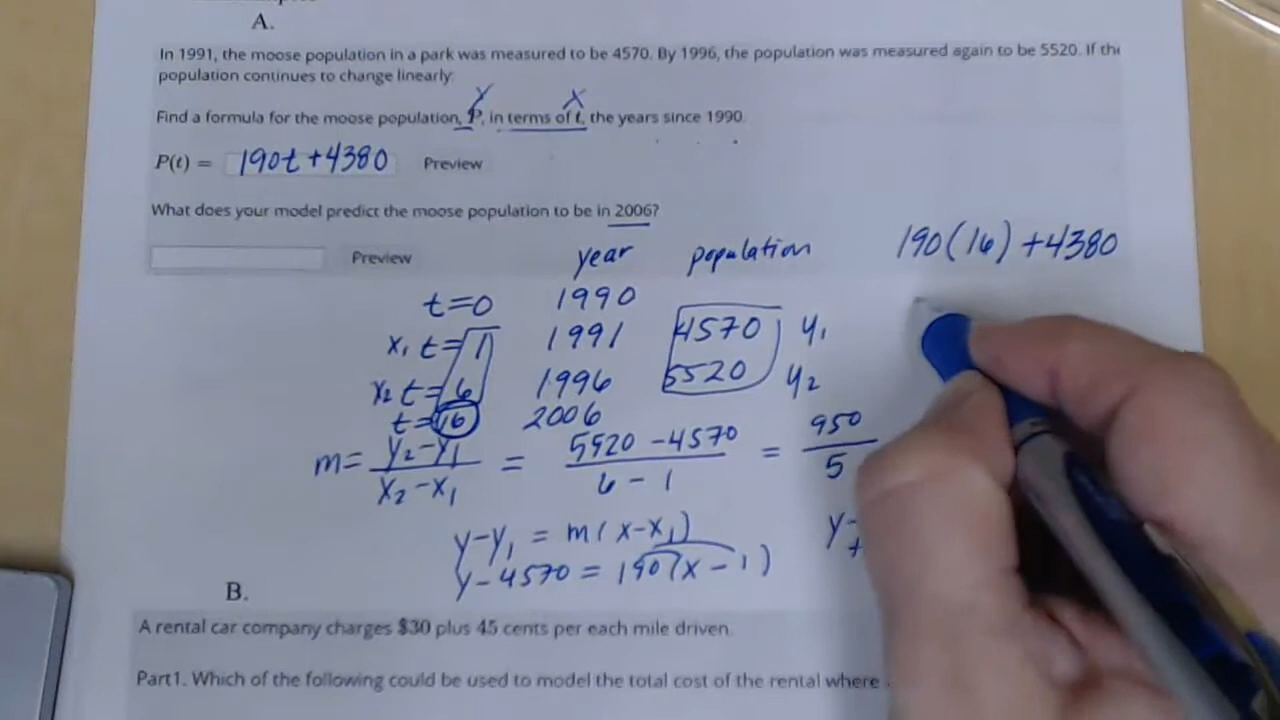 A.
In 1991, the moose population in a park was measured to be 4570. By 1996, the population was measured again to be 5520. If the
population continues to change linearly:
y x
Find a formula for the moose population, P, in terms of t, the years since 1990.
P(t) = 190t + 4380 Preview
What does your model predict the moose population to be in 2006?
190(16) + 4380
Preview year population
t=0 1990
x1 t=1 1991 4570 y1
x2 t=6 1996 5520 y2
t=16 2006
m= y2-y1 / x2-x1 = 5520 - 4570 / 6 - 1 = 950 / 5
y-y1 = m(x-x1) y-
y-4570 = 190(x-1) +
B.
A rental car company charges $30 plus 45 cents per each mile driven.
Part1. Which of the following could be used to model the total cost of the rental where